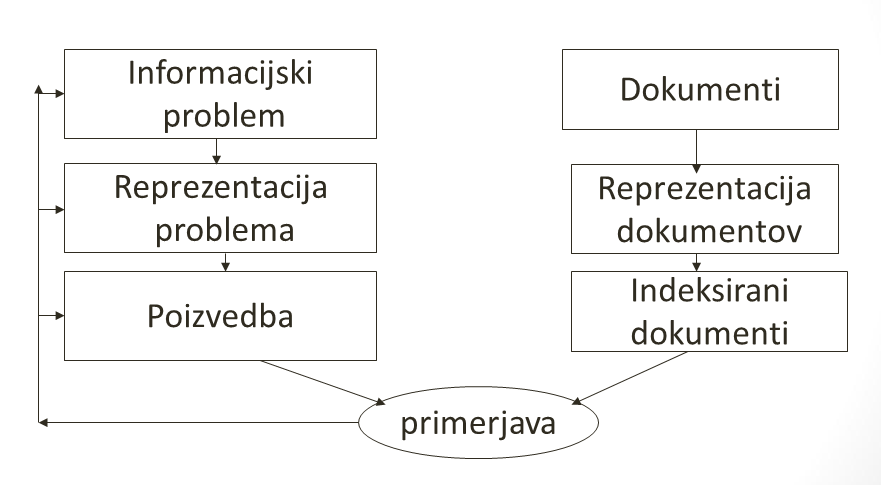 Informacijski
problem
Reprezentacija
problema
Poizvedba
Dokumenti
Reprezentacija
dokumentov
Indeksirani
dokumenti
primerjava